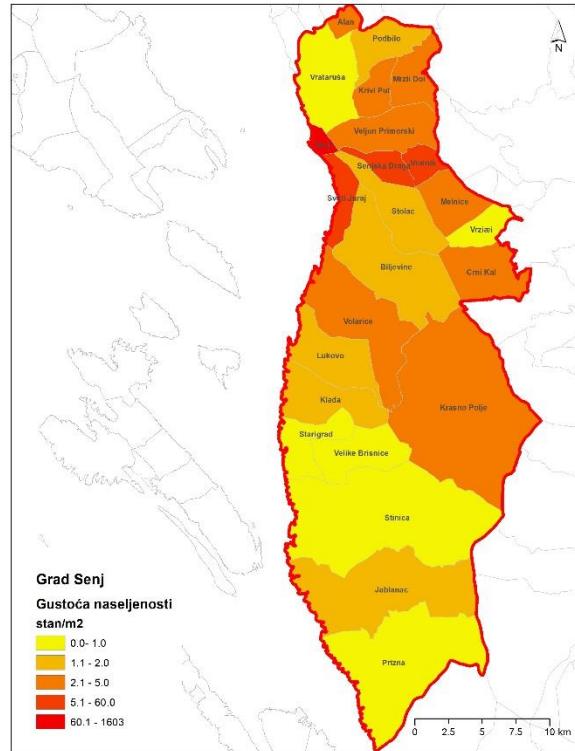 Alan
Podbilo
N
Vrataruša
Mrzli Dol
Krivi Put
Veljun Primorski
Senjska Draga
Vratnik
Sveti Juraj
Melnice
Stolac
Biljevine
Crni Kal
Volarice
Lukovo
Klada
Krasno Polje
Starigrad
Velike Brisnice
Stinica
Jablanac
Prizna
Grad Senj
Gustoća naseljenosti
stan/m2
0.0- 1.0
1.1 - 2.0
2.1 - 5.0
5.1 - 60.0
60.1 - 1603
0 2.5 5 10 km